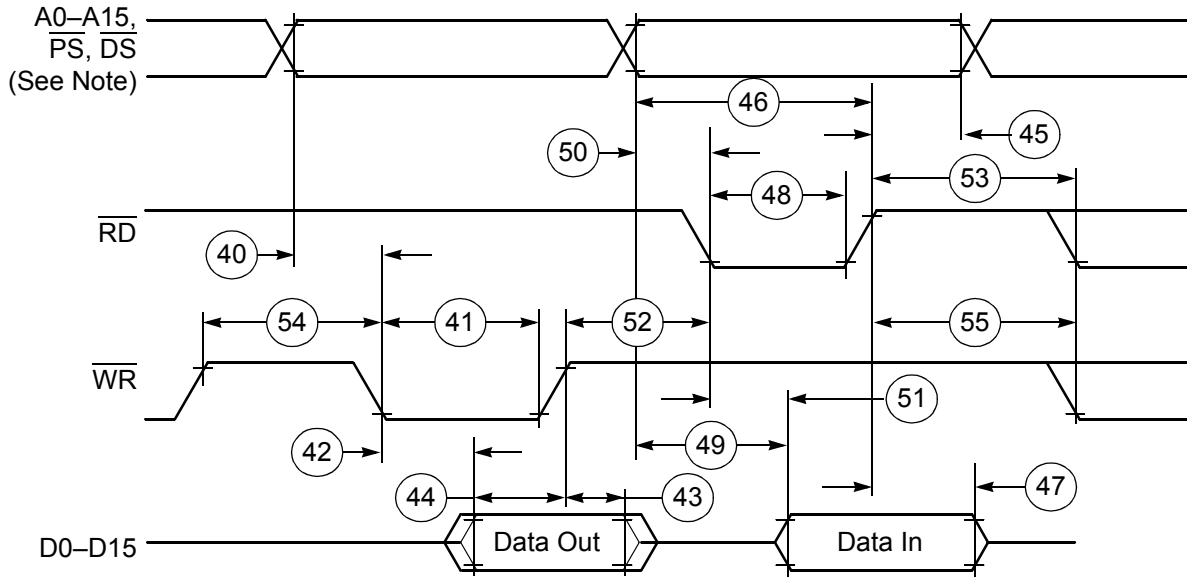 A0–A15,
PS, DS
(See Note)
46
50
45
48
53
RD
40
54
41
52
55
WR
51
42
49
44
43
47
D0–D15
Data Out
Data In